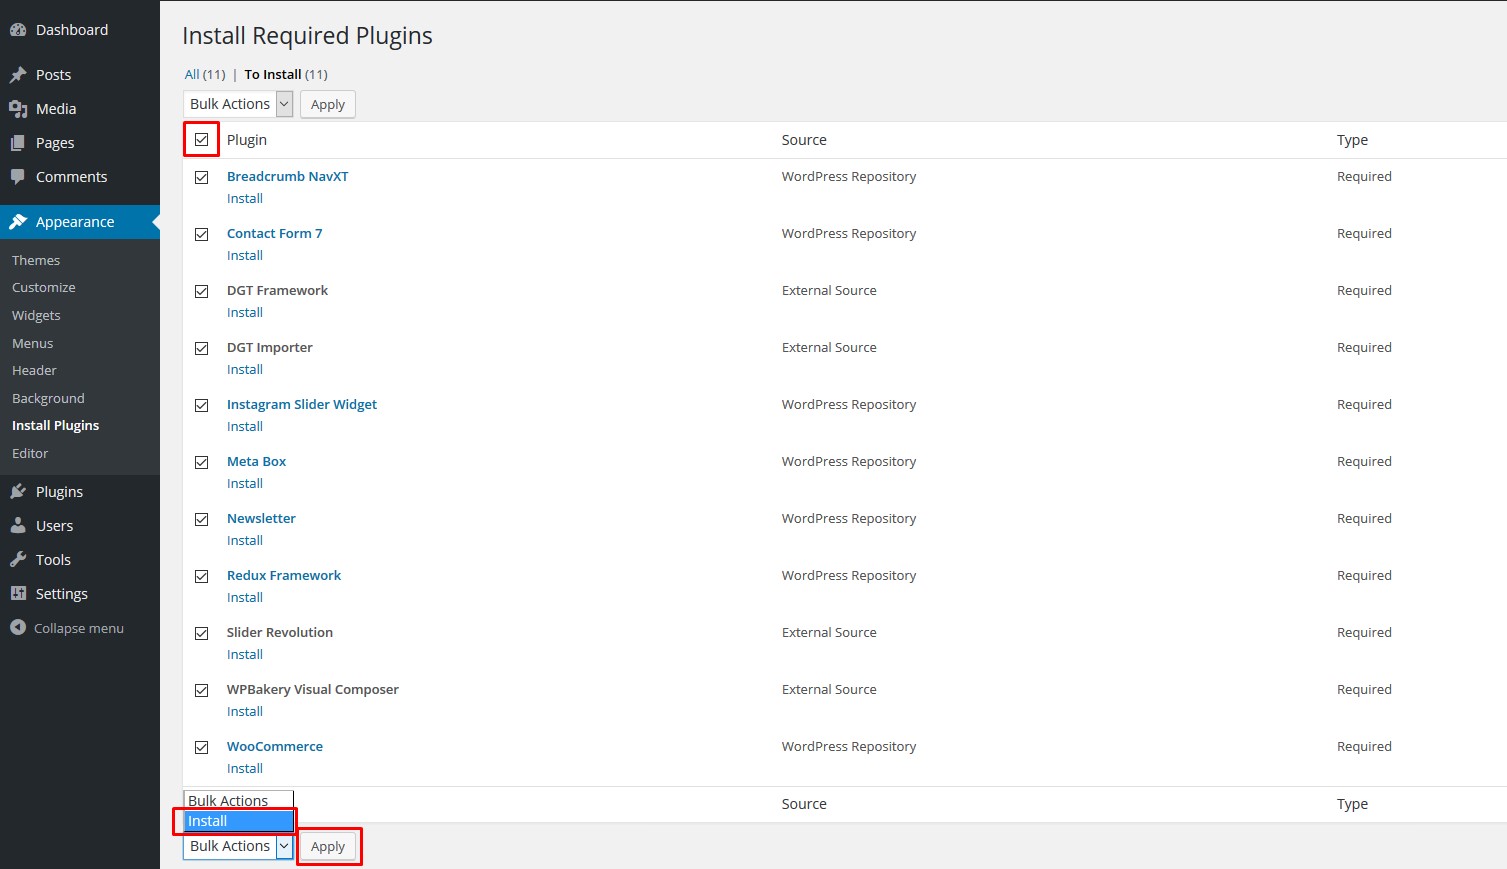 Dashboard
Posts
Media
Pages
Comments
Appearance
Themes
Customize
Widgets
Menus
Header
Background
Install Plugins
Editor
Plugins
Users
Tools
Settings
Collapse menu
Install Required Plugins
All (11) | To Install (11)
Bulk Actions Apply
Plugin Source Type
Breadcrumb NavXT WordPress Repository Required
Install
Contact Form 7 WordPress Repository Required
Install
DGT Framework External Source Required
Install
DGT Importer External Source Required
Install
Instagram Slider Widget WordPress Repository Required
Install
Meta Box WordPress Repository Required
Install
Newsletter WordPress Repository Required
Install
Redux Framework WordPress Repository Required
Install
Slider Revolution External Source Required
Install
WPBakery Visual Composer External Source Required
Install
WooCommerce WordPress Repository Required
Install
Bulk Actions Source Type
Install
Bulk Actions Apply